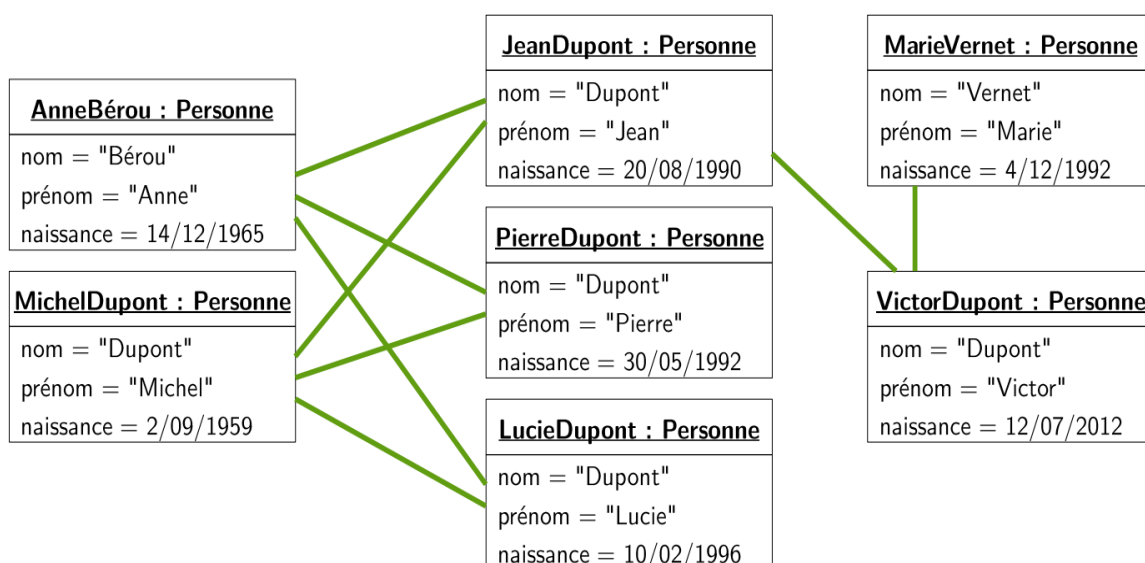 AnneBérou : Personne
nom = "Bérou"
prénom = "Anne"
naissance = 14/12/1965
MichelDupont : Personne
nom = "Dupont"
prénom = "Michel"
naissance = 2/09/1959
JeanDupont : Personne
nom = "Dupont"
prénom = "Jean"
naissance = 20/08/1990
PierreDupont : Personne
nom = "Dupont"
prénom = "Pierre"
naissance = 30/05/1992
LucieDupont : Personne
nom = "Dupont"
prénom = "Lucie"
naissance = 10/02/1996
MarieVernet : Personne
nom = "Vernet"
prénom = "Marie"
naissance = 4/12/1992
VictorDupont : Personne
nom = "Dupont"
prénom = "Victor"
naissance = 12/07/2012